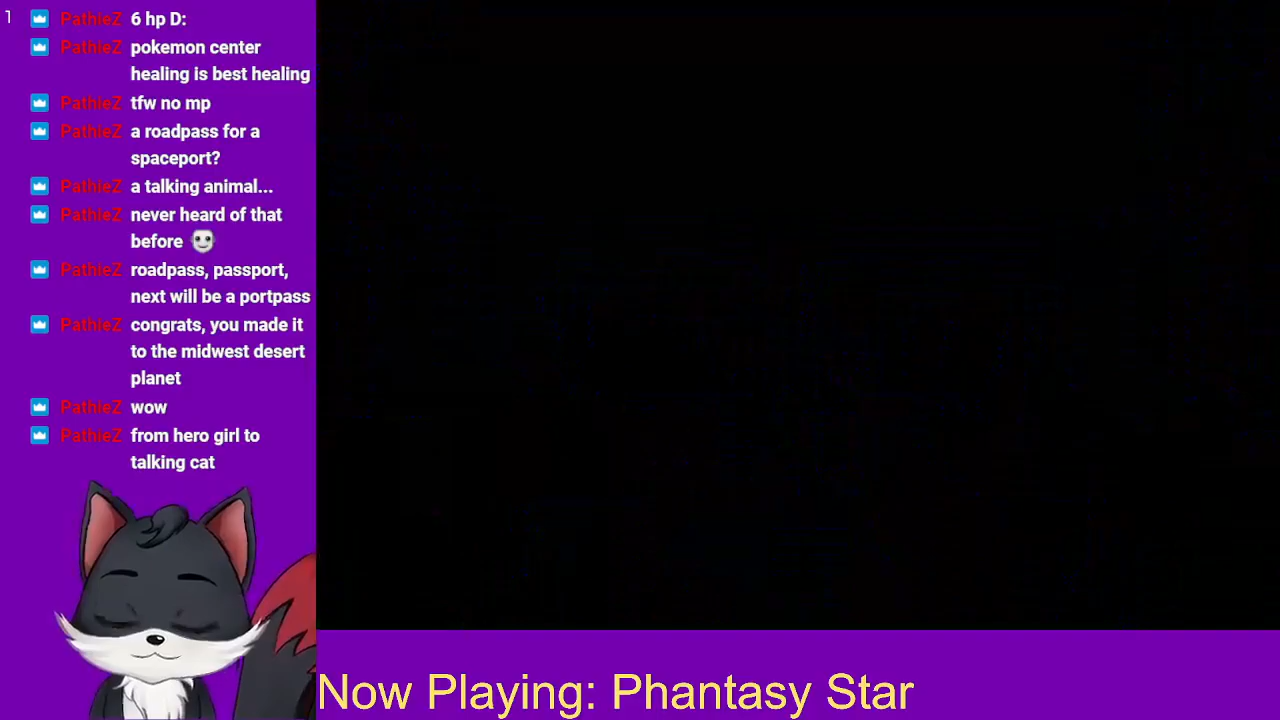 1
PathieZ 6 hp D:
PathieZ pokemon center
healing is best healing
PathieZ tfw no mp
PathieZ a roadpass for a
spaceport?
PathieZ a talking animal...
PathieZ never heard of that
before
PathieZ roadpass, passport,
next will be a portpass
PathieZ congrats, you made it
to the midwest desert
planet
PathieZ wow
PathieZ from hero girl to
talking cat
Now Playing: Phantasy Star